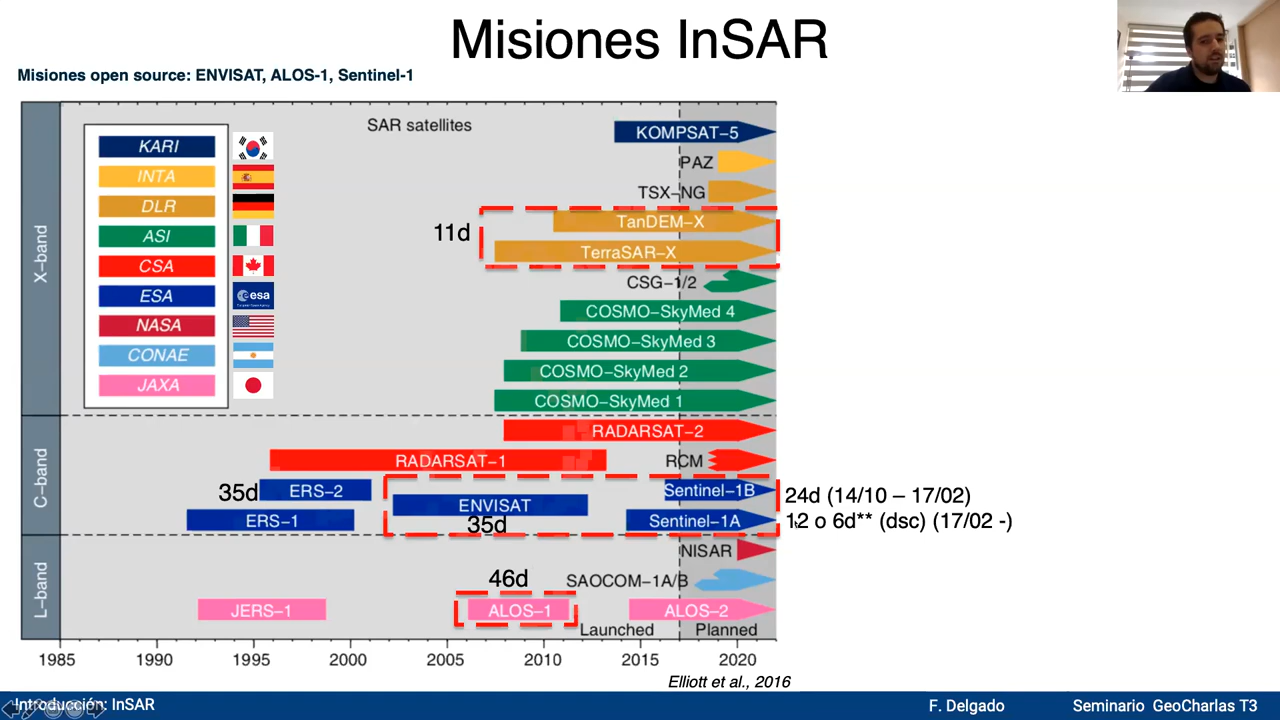 Misiones InSAR
Misiones open source: ENVISAT, ALOS-1, Sentinel-1
SAR satellites
X-band
C-band
L-band
KARI
INTA
DLR
ASI
CSA
ESA
esa
NASA
CONAE
JAXA
KOMPSAT-5
PAZ
TSX-NG
11d
TanDEM-X
TerraSAR-X
CSG-1/2
COSMO-SkyMed 4
COSMO-SkyMed 3
COSMO-SkyMed 2
COSMO-SkyMed 1
RADARSAT-2
RADARSAT-1
RCM
35d
ERS-2
ENVISAT
Sentinel-1B
24d (14/10 – 17/02)
ERS-1
35d
Sentinel-1A
12 o 6d** (dsc) (17/02 -)
NISAR
46d
SAOCOM-1A/B
JERS-1
ALOS-1
ALOS-2
Launched
Planned
1985 1990 1995 2000 2005 2010 2015 2020
Elliott et al., 2016
Introducción: InSAR
F. Delgado
Seminario GeoCharlas T3